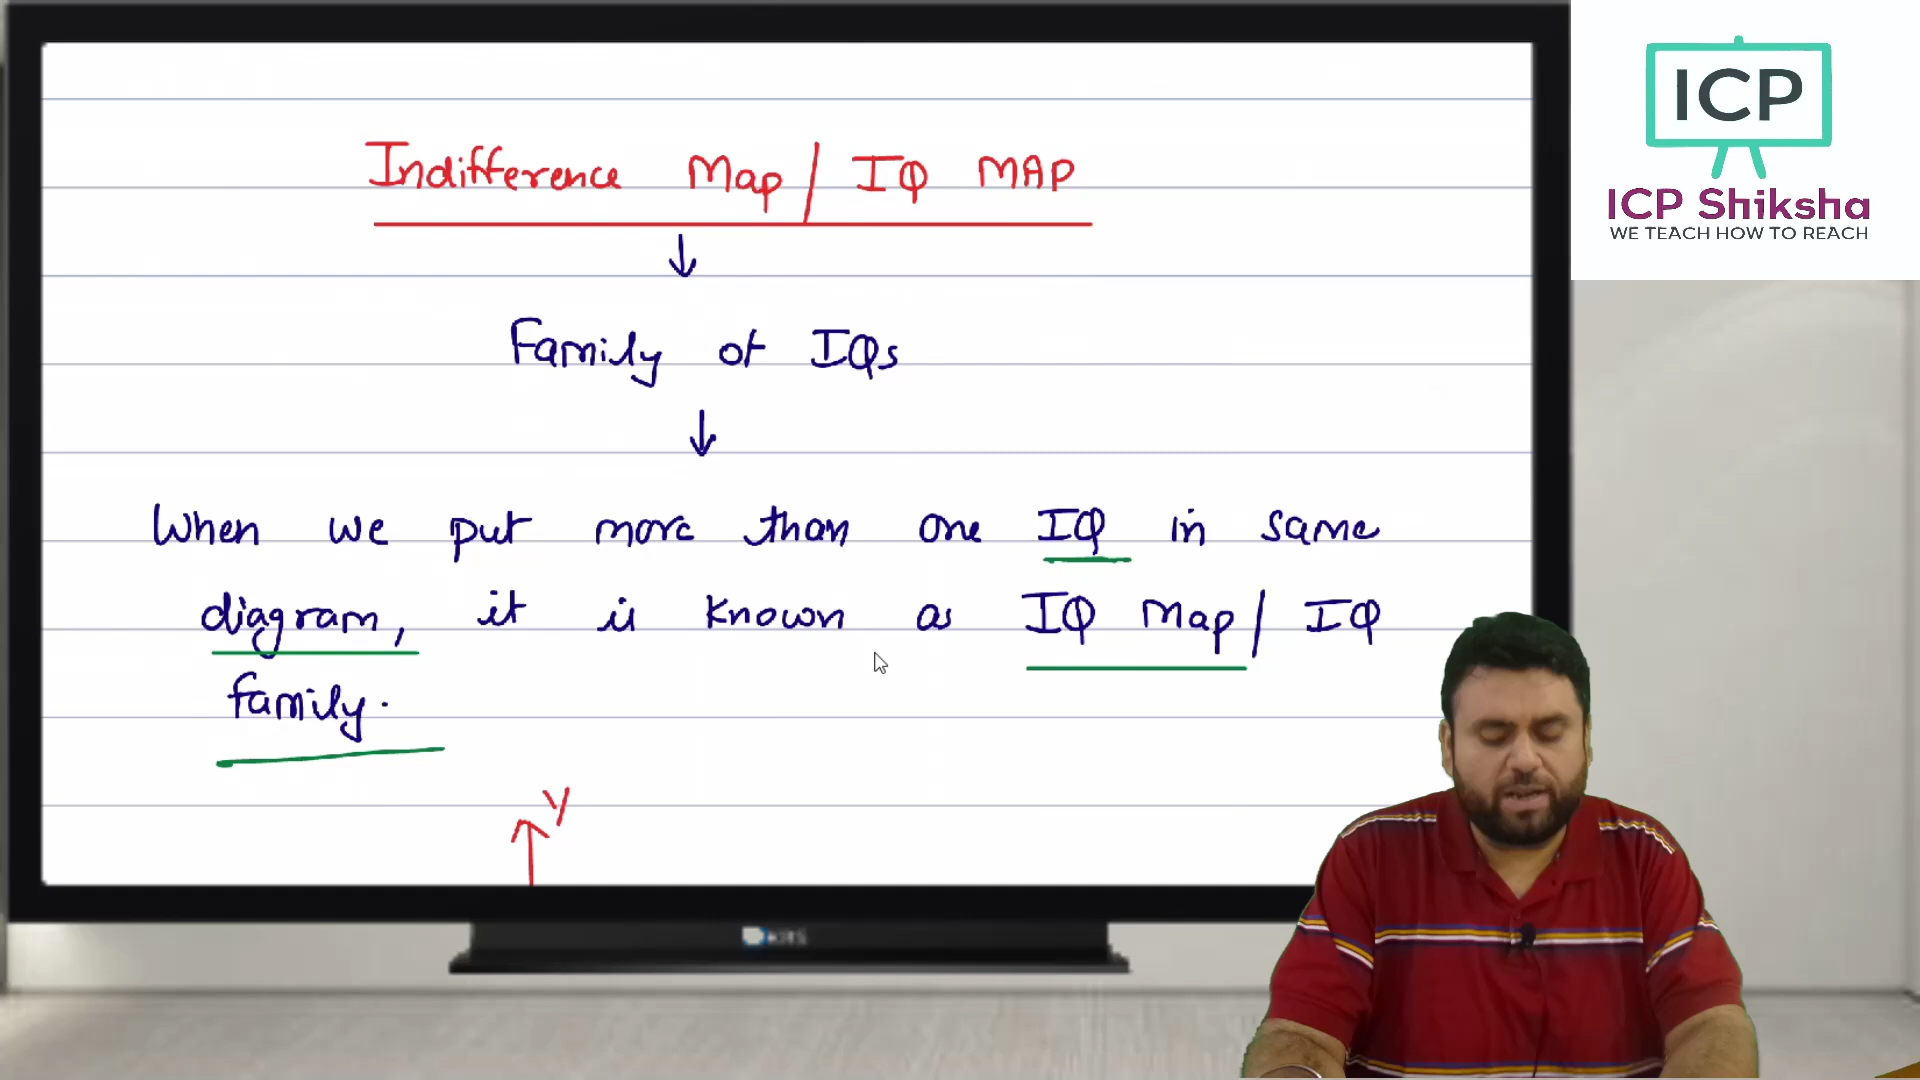 Indifference Map / IQ MAP
↓
Family of IQs
↓
When we put more than one IQ in same
diagram, it is known as IQ Map / IQ
family.
Y
ICP
ICP Shiksha
WE TEACH HOW TO REACH